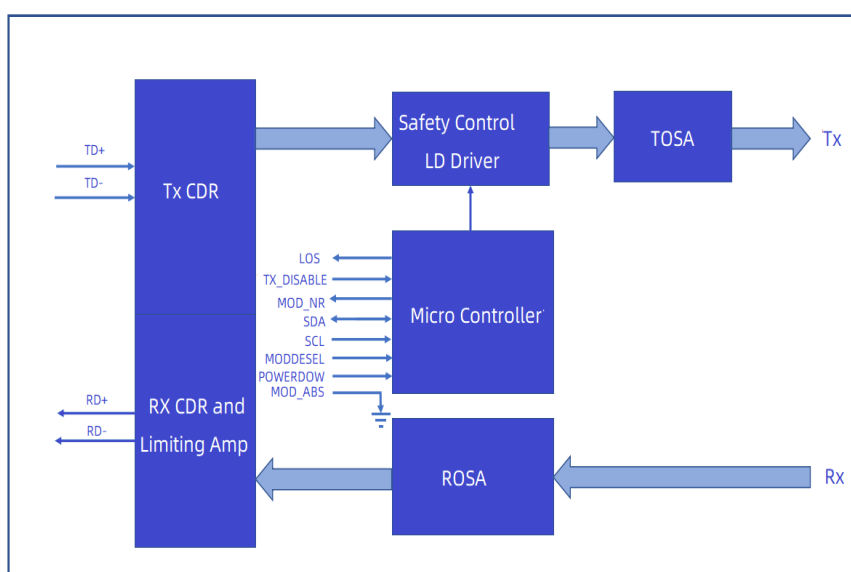 TD+
TD-
Tx CDR
Safety Control
LD Driver
TOSA
Tx
LOS
TX_DISABLE
MOD_NR
SDA
SCL
MODDESEL
POWERDOW
MOD_ABS
Micro Controller
RD+
RD-
RX CDR and
Limiting Amp
ROSA
Rx